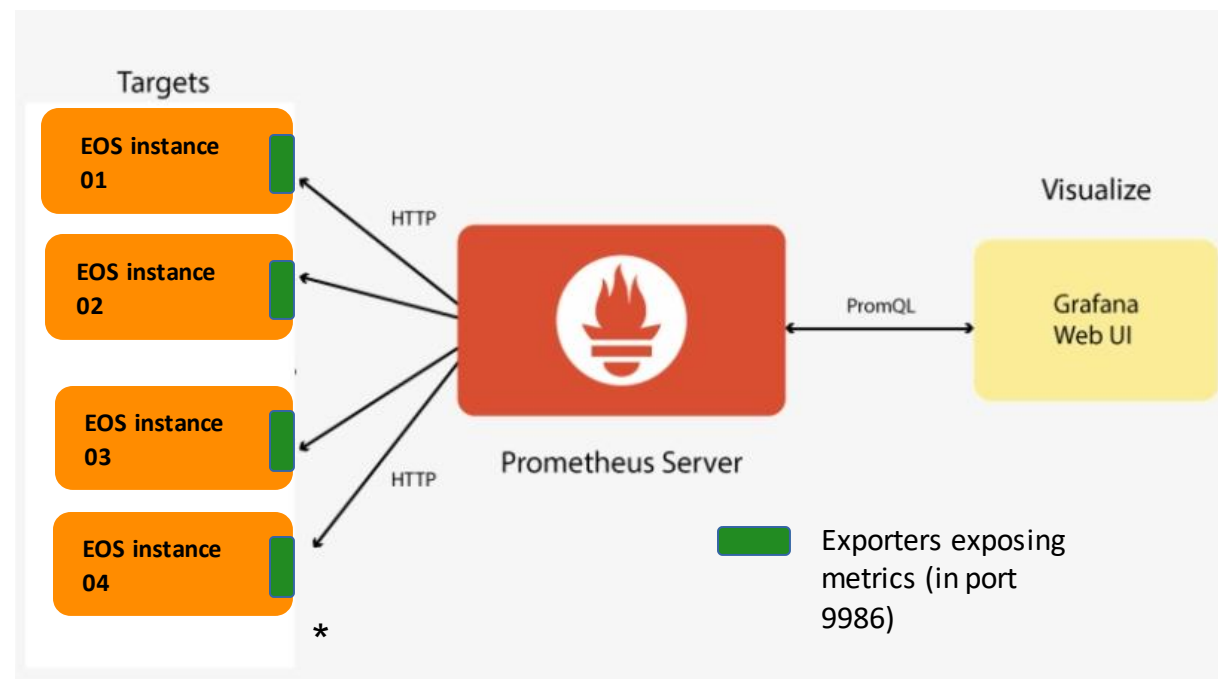 Targets
EOS instance
01
EOS instance
02
EOS instance
03
EOS instance
04
*
HTTP
HTTP
Prometheus Server
PromQL
Visualize
Grafana
Web UI
Exporters exposing
metrics (in port
9986)